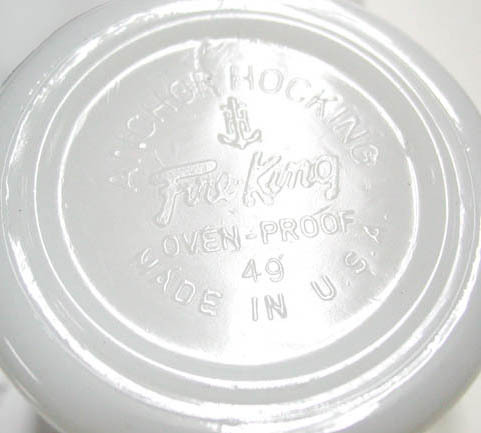 ANCHOR HOCKING
Fire-King
OVEN-PROOF
49
MADE IN U.S.A.